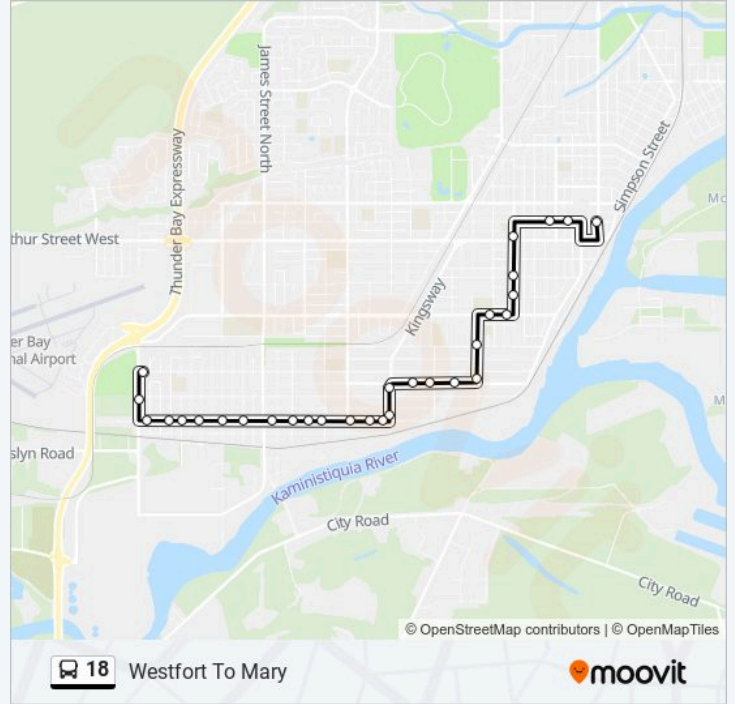 James Street North
Thunder Bay Expressway
Simpson Street
thur Street West
Kingsway
er Bay
nal Airport
slyn Road
Kaministiquia River
City Road
City Road
© OpenStreetMap contributors | © OpenMapTiles
18 Westfort To Mary
moovit